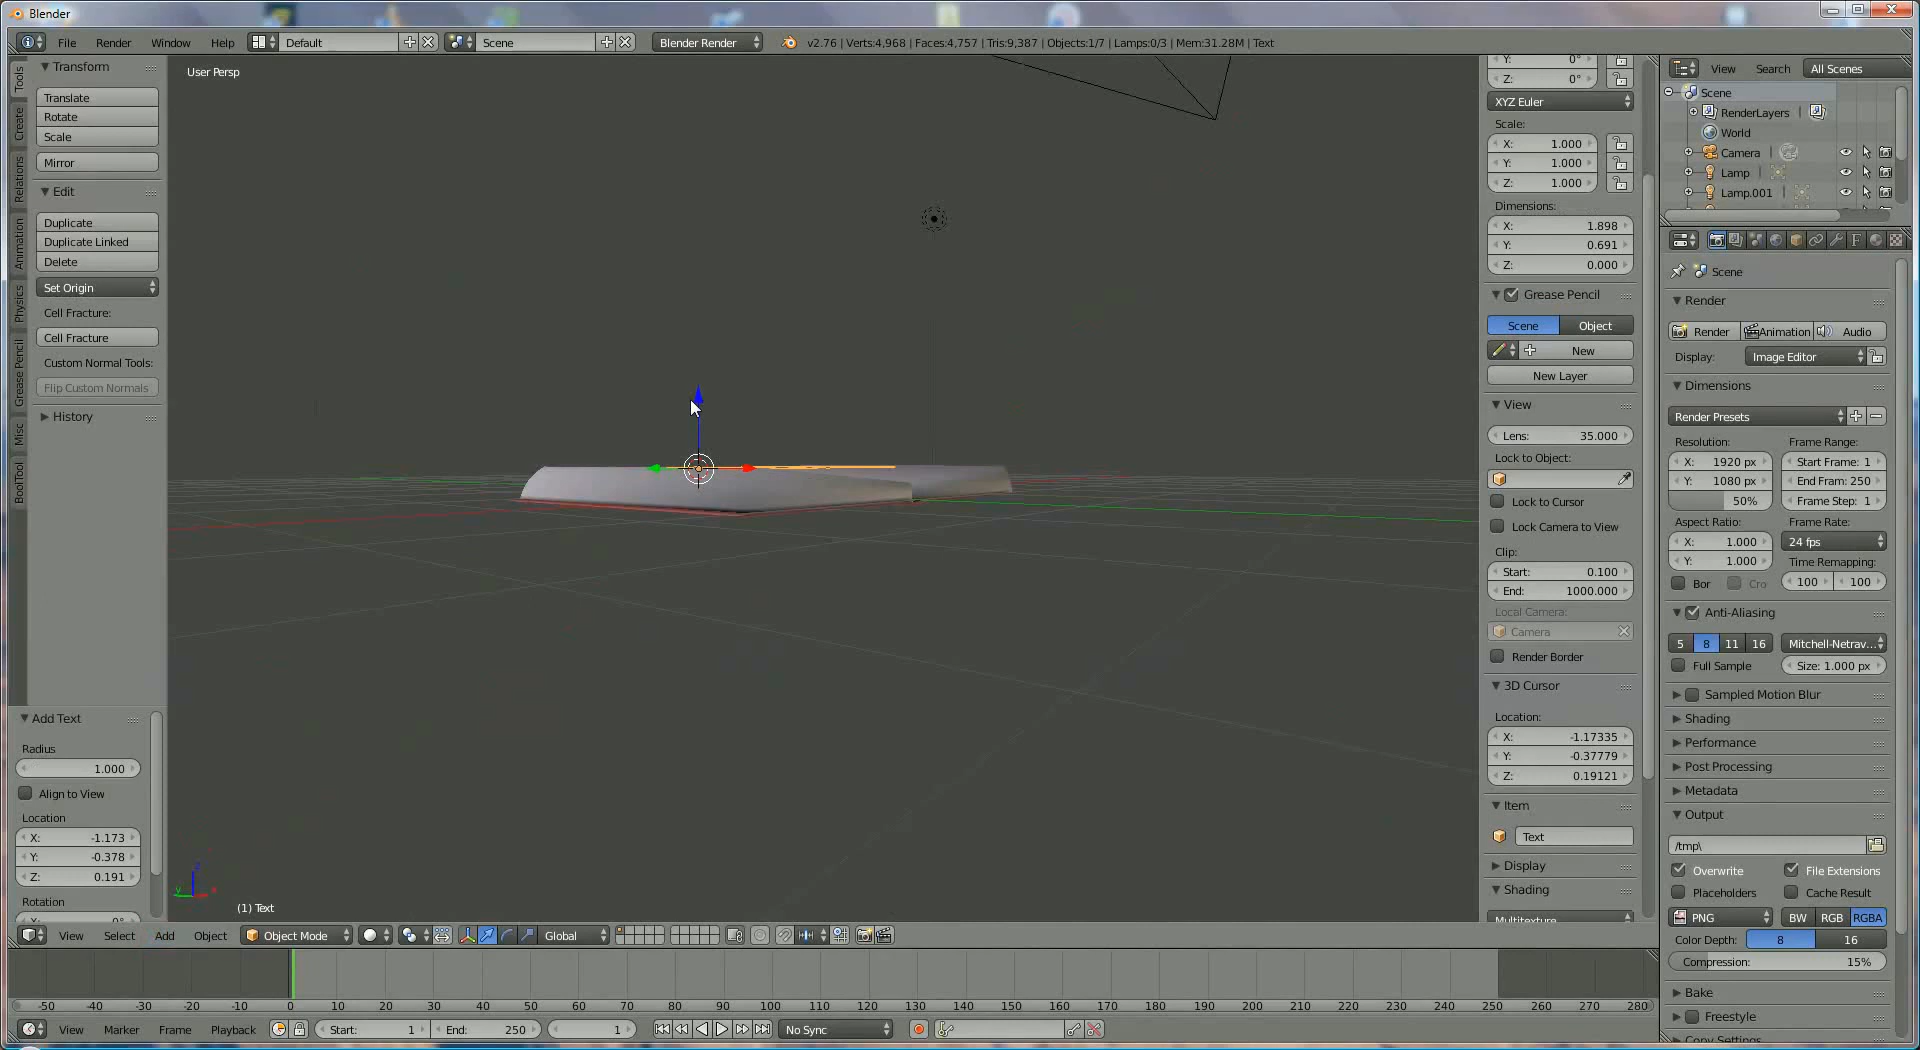 Blender
File Render Window Help Default Scene Blender Render v2.76 | Verts:4,968 | Faces:4,757 | Tris:9,387 | Objects:1/7 | Lamps:0/3 | Mem:31.28M | Text
Tools
Create
Relations
Animation
Physics
Grease Pencil
Misc
BoolTool
Transform
Translate
Rotate
Scale
Mirror
Edit
Duplicate
Duplicate Linked
Delete
Set Origin
Cell Fracture:
Cell Fracture
Custom Normal Tools:
Flip Custom Normals
History
Add Text
Radius
1.000
Align to View
Location
X: -1.173
Y: -0.378
Z: 0.191
Rotation
X: 0°
User Persp
z
y
x
(1) Text
Y: 0°
Z: 0°
XYZ Euler
Scale:
X: 1.000
Y: 1.000
Z: 1.000
Dimensions:
X: 1.898
Y: 0.691
Z: 0.000
Grease Pencil
Scene Object
New
New Layer
View
Lens: 35.000
Lock to Object:
Lock to Cursor
Lock Camera to View
Clip:
Start: 0.100
End: 1000.000
Local Camera:
Camera
Render Border
3D Cursor
Location:
X: -1.17335
Y: -0.37779
Z: 0.19121
Item
Text
Display
Shading
Multitexture
View Search All Scenes
Scene
RenderLayers |
World
Camera |
Lamp |
Lamp.001 |
Scene
Render
Render Animation Audio
Display: Image Editor
Dimensions
Render Presets
Resolution: Frame Range:
X: 1920 px Start Frame: 1
Y: 1080 px End Fram: 250
50% Frame Step: 1
Aspect Ratio: Frame Rate:
X: 1.000 24 fps
Y: 1.000 Time Remapping:
Bor Cro 100 100
Anti-Aliasing
5 8 11 16 Mitchell-Netrav...
Full Sample Size: 1.000 px
Sampled Motion Blur
Shading
Performance
Post Processing
Metadata
Output
/tmp\
Overwrite File Extensions
Placeholders Cache Result
PNG BW RGB RGBA
Color Depth: 8 16
Compression: 15%
Bake
Freestyle
Copy Settings
View Select Add Object Object Mode Global
-50 -40 -30 -20 -10 0 10 20 30 40 50 60 70 80 90 100 110 120 130 140 150 160 170 180 190 200 210 220 230 240 250 260 270 280
View Marker Frame Playback Start: 1 End: 250 1 No Sync